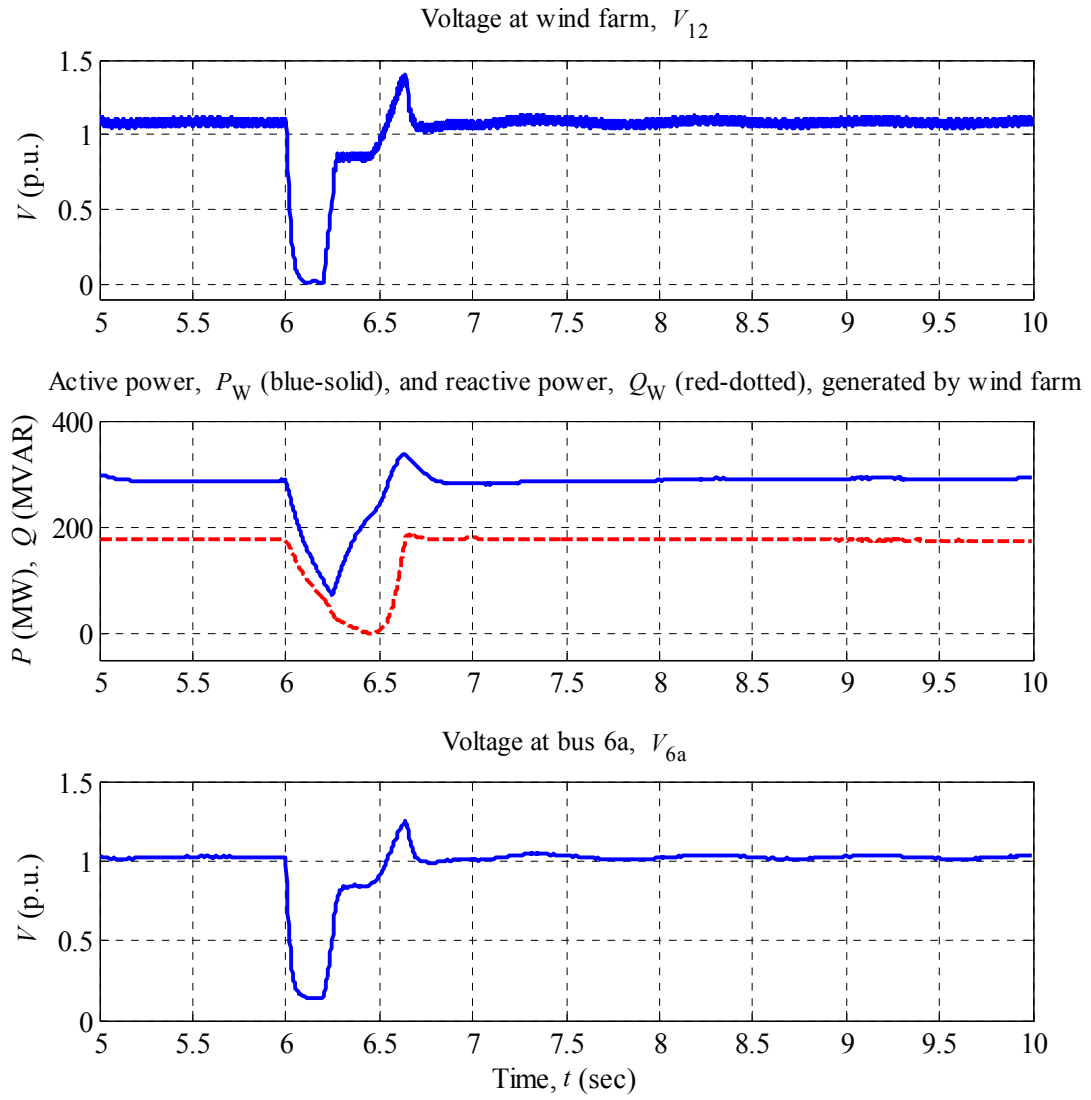 Voltage at wind farm, V12
V (p.u.)
1.5
1
0.5
0
5 5.5 6 6.5 7 7.5 8 8.5 9 9.5 10
Active power, PW (blue-solid), and reactive power, QW (red-dotted), generated by wind farm
P (MW), Q (MVAR)
400
200
0
5 5.5 6 6.5 7 7.5 8 8.5 9 9.5 10
Voltage at bus 6a, V6a
V (p.u.)
1.5
1
0.5
0
5 5.5 6 6.5 7 7.5 8 8.5 9 9.5 10
Time, t (sec)